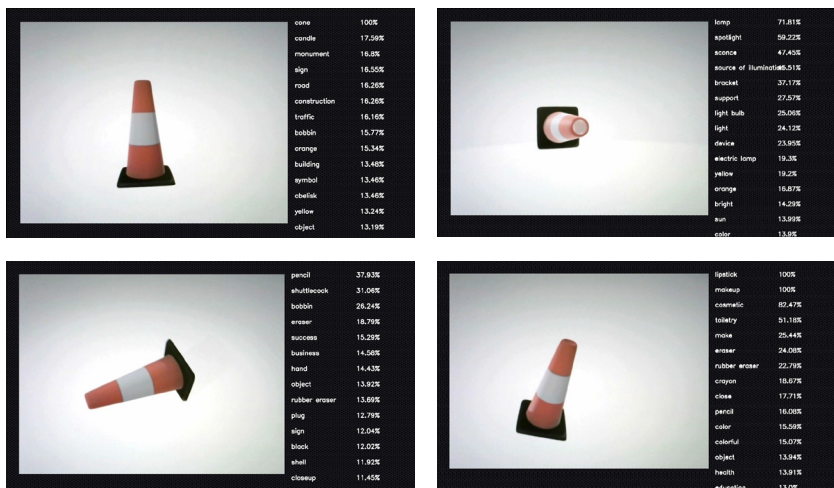 cone 100%
candle 17.59%
monument 16.8%
sign 16.55%
road 16.26%
construction 16.26%
traffic 16.16%
bobbin 15.77%
orange 15.34%
building 13.48%
symbol 13.46%
obelisk 13.46%
yellow 13.24%
object 13.19%
lamp 71.81%
spotlight 59.22%
sconce 47.45%
source of illumination
bracket 37.17%
support 27.57%
light bulb 25.06%
light 24.12%
device 23.95%
electric lamp 19.3%
yellow 19.2%
orange 16.87%
bright 14.29%
sun 13.99%
color 13.9%
pencil 37.93%
shuttlecock 31.06%
bobbin 26.24%
eraser 18.79%
success 15.29%
business 14.58%
hand 14.43%
object 13.92%
rubber eraser 13.69%
plug 12.79%
sign 12.04%
black 12.02%
shell 11.92%
closeup 11.45%
lipstick 100%
makeup 100%
cosmetic 82.47%
toiletry 51.18%
make 25.44%
eraser 24.08%
rubber eraser 22.79%
crayon 18.67%
close 17.71%
pencil 16.08%
color 15.59%
colorful 15.07%
object 13.94%
health 13.91%
education